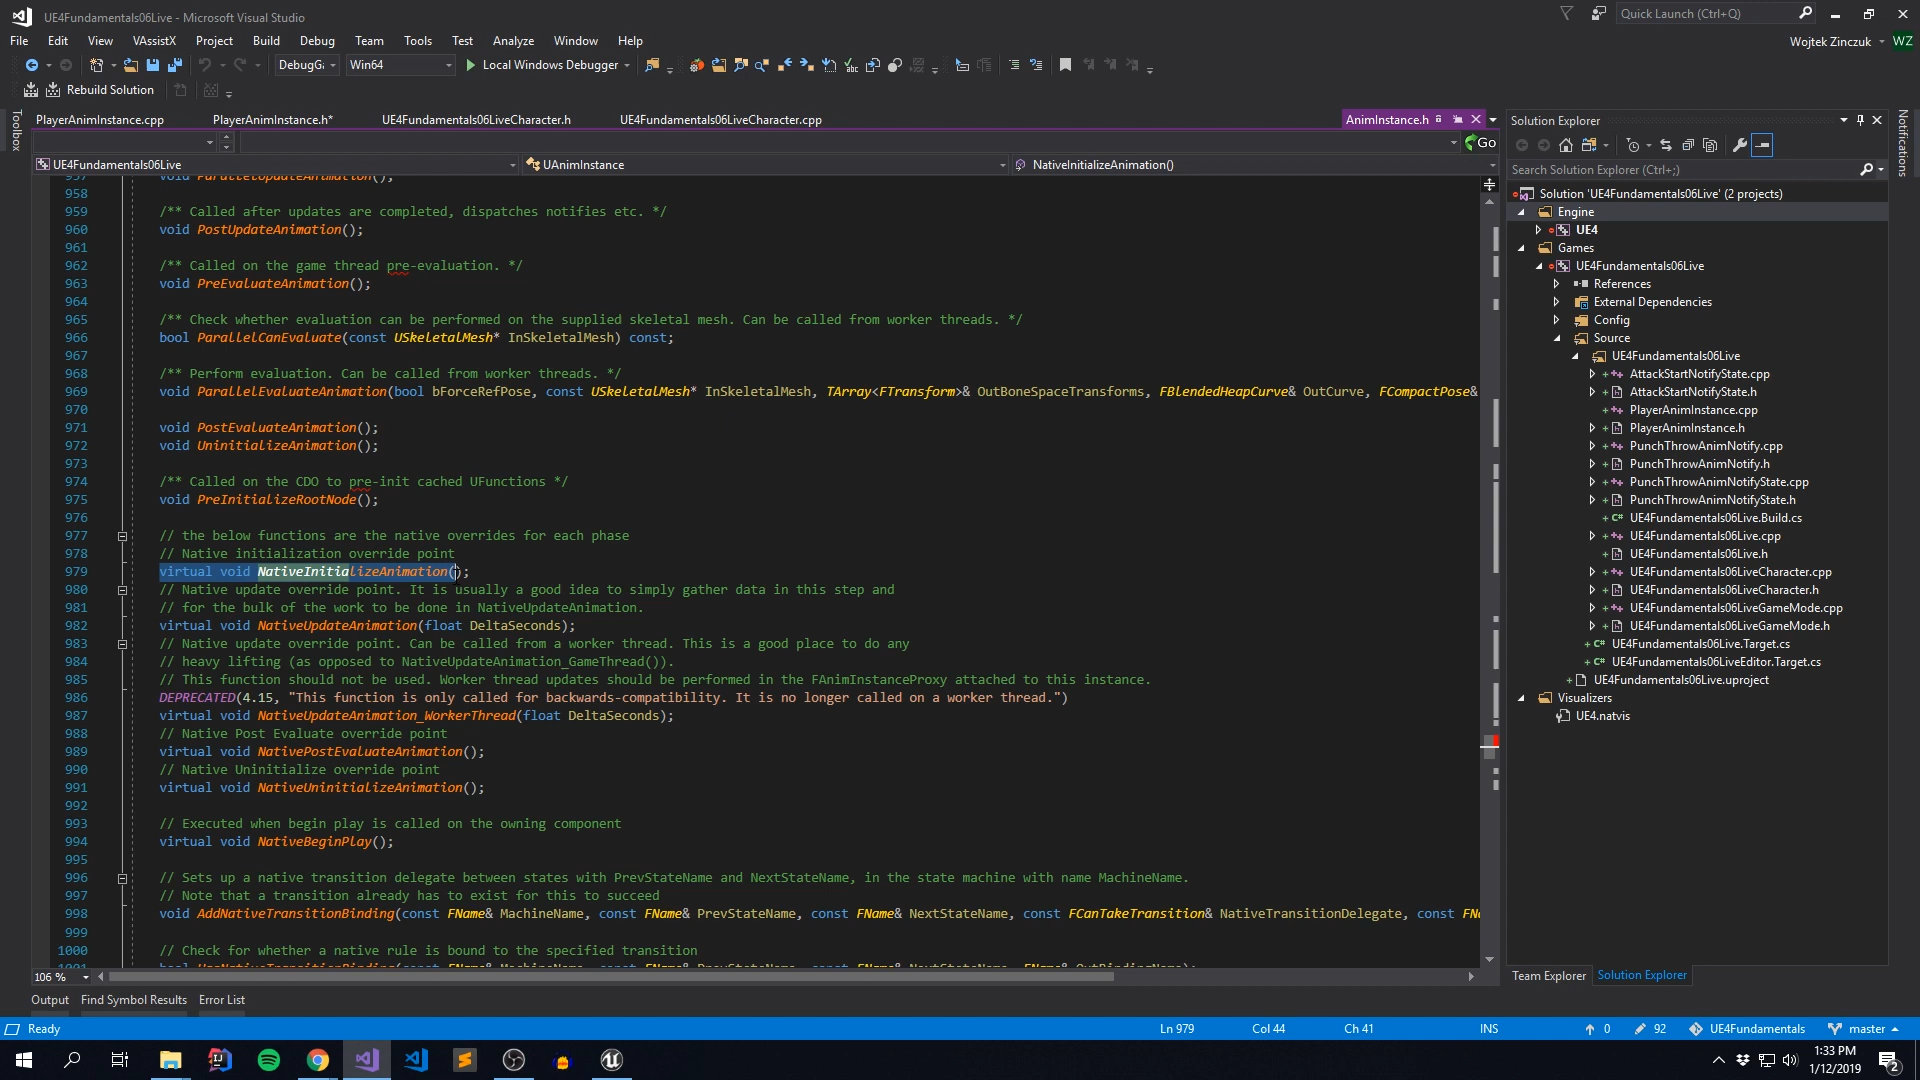 UE4Fundamentals06Live - Microsoft Visual Studio
Quick Launch (Ctrl+Q)
File Edit View VAssistX Project Build Debug Team Tools Test Analyze Window Help
Wojtek Zinczuk WZ
DebugGi Win64 Local Windows Debugger
Rebuild Solution
Toolbox
Notifications
PlayerAnimInstance.cpp PlayerAnimInstance.h* UE4Fundamentals06LiveCharacter.h UE4Fundamentals06LiveCharacter.cpp AnimInstance.h
Go
UE4Fundamentals06Live UAnimInstance NativeInitializeAnimation()
957 void ParallelUpdateAnimation();
958
959 /** Called after updates are completed, dispatches notifies etc. */
960 void PostUpdateAnimation();
961
962 /** Called on the game thread pre-evaluation. */
963 void PreEvaluateAnimation();
964
965 /** Check whether evaluation can be performed on the supplied skeletal mesh. Can be called from worker threads. */
966 bool ParallelCanEvaluate(const USkeletalMesh* InSkeletalMesh) const;
967
968 /** Perform evaluation. Can be called from worker threads. */
969 void ParallelEvaluateAnimation(bool bForceRefPose, const USkeletalMesh* InSkeletalMesh, TArray<FTransform>& OutBoneSpaceTransforms, FBlendedHeapCurve& OutCurve, FCompactPose&
970
971 void PostEvaluateAnimation();
972 void UninitializeAnimation();
973
974 /** Called on the CDO to pre-init cached UFunctions */
975 void PreInitializeRootNode();
976
977 // the below functions are the native overrides for each phase
978 // Native initialization override point
979 virtual void NativeInitializeAnimation();
980 // Native update override point. It is usually a good idea to simply gather data in this step and
981 // for the bulk of the work to be done in NativeUpdateAnimation.
982 virtual void NativeUpdateAnimation(float DeltaSeconds);
983 // Native update override point. Can be called from a worker thread. This is a good place to do any
984 // heavy lifting (as opposed to NativeUpdateAnimation_GameThread()).
985 // This function should not be used. Worker thread updates should be performed in the FAnimInstanceProxy attached to this instance.
986 DEPRECATED(4.15, "This function is only called for backwards-compatibility. It is no longer called on a worker thread.")
987 virtual void NativeUpdateAnimation_WorkerThread(float DeltaSeconds);
988 // Native Post Evaluate override point
989 virtual void NativePostEvaluateAnimation();
990 // Native Uninitialize override point
991 virtual void NativeUninitializeAnimation();
992
993 // Executed when begin play is called on the owning component
994 virtual void NativeBeginPlay();
995
996 // Sets up a native transition delegate between states with PrevStateName and NextStateName, in the state machine with name MachineName.
997 // Note that a transition already has to exist for this to succeed
998 void AddNativeTransitionBinding(const FName& MachineName, const FName& PrevStateName, const FName& NextStateName, const FCanTakeTransition& NativeTransitionDelegate, const FN
999
1000 // Check for whether a native rule is bound to the specified transition
1001 bool HasNativeTransitionBinding(const FName& MachineName, const FName& PrevStateName, const FName& NextStateName, FName& OutBindingName);
106 %
Solution Explorer
Search Solution Explorer (Ctrl+;)
Solution 'UE4Fundamentals06Live' (2 projects)
Engine
UE4
Games
UE4Fundamentals06Live
References
External Dependencies
Config
Source
UE4Fundamentals06Live
AttackStartNotifyState.cpp
AttackStartNotifyState.h
PlayerAnimInstance.cpp
PlayerAnimInstance.h
PunchThrowAnimNotify.cpp
PunchThrowAnimNotify.h
PunchThrowAnimNotifyState.cpp
PunchThrowAnimNotifyState.h
UE4Fundamentals06Live.Build.cs
UE4Fundamentals06Live.cpp
UE4Fundamentals06Live.h
UE4Fundamentals06LiveCharacter.cpp
UE4Fundamentals06LiveCharacter.h
UE4Fundamentals06LiveGameMode.cpp
UE4Fundamentals06LiveGameMode.h
UE4Fundamentals06Live.Target.cs
UE4Fundamentals06LiveEditor.Target.cs
UE4Fundamentals06Live.uproject
Visualizers
UE4.natvis
Team Explorer Solution Explorer
Output Find Symbol Results Error List
Ready Ln 979 Col 44 Ch 41 INS 0 92 UE4Fundamentals master
1:33 PM
1/12/2019
2